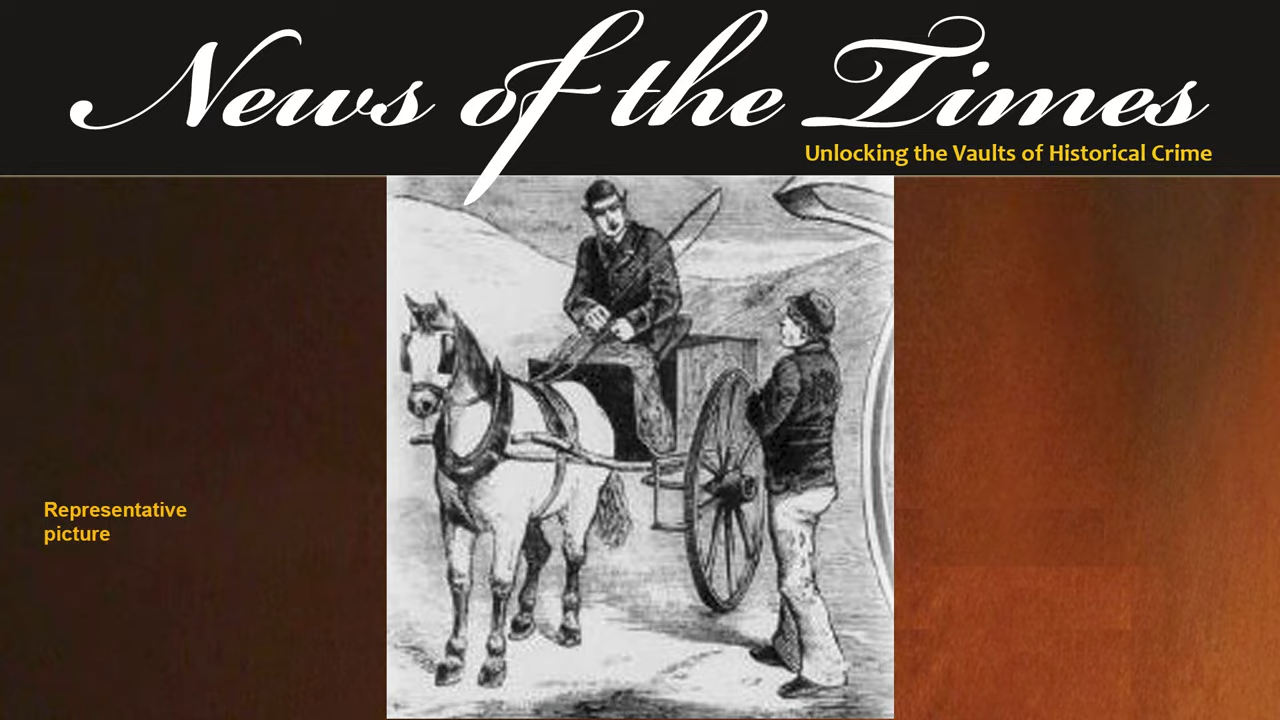 News of the Times
Unlocking the Vaults of Historical Crime
Representative
picture